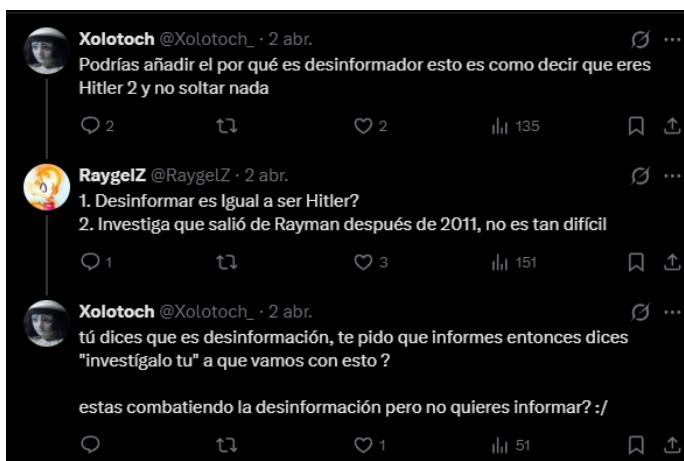 Xolotoch @Xolotoch_ · 2 abr.
Podrías añadir el por qué es desinformador esto es como decir que eres
Hitler 2 y no soltar nada
2 2 135
RaygelZ @RaygelZ · 2 abr.
1. Desinformar es Igual a ser Hitler?
2. Investiga que salió de Rayman después de 2011, no es tan difícil
1 3 151
Xolotoch @Xolotoch_ · 2 abr.
tú dices que es desinformación, te pido que informes entonces dices
"investígalo tu" a que vamos con esto ?
estas combatiendo la desinformación pero no quieres informar? :/
1 51